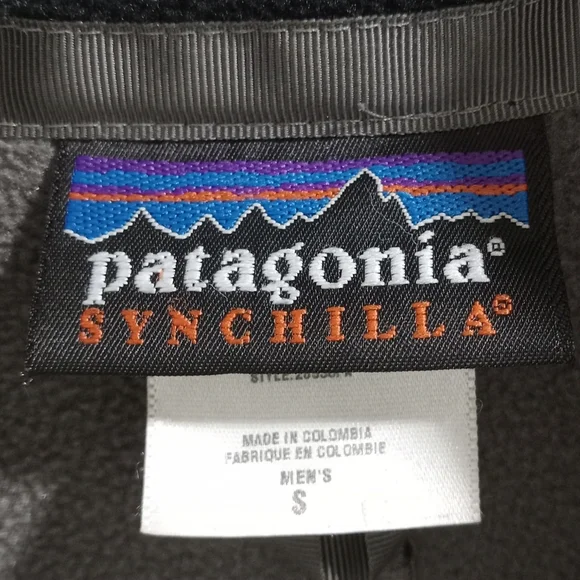 patagonia®
SYNCHILLA®
MADE IN COLOMBIA
FABRIQUE EN COLOMBIE
MEN'S
S